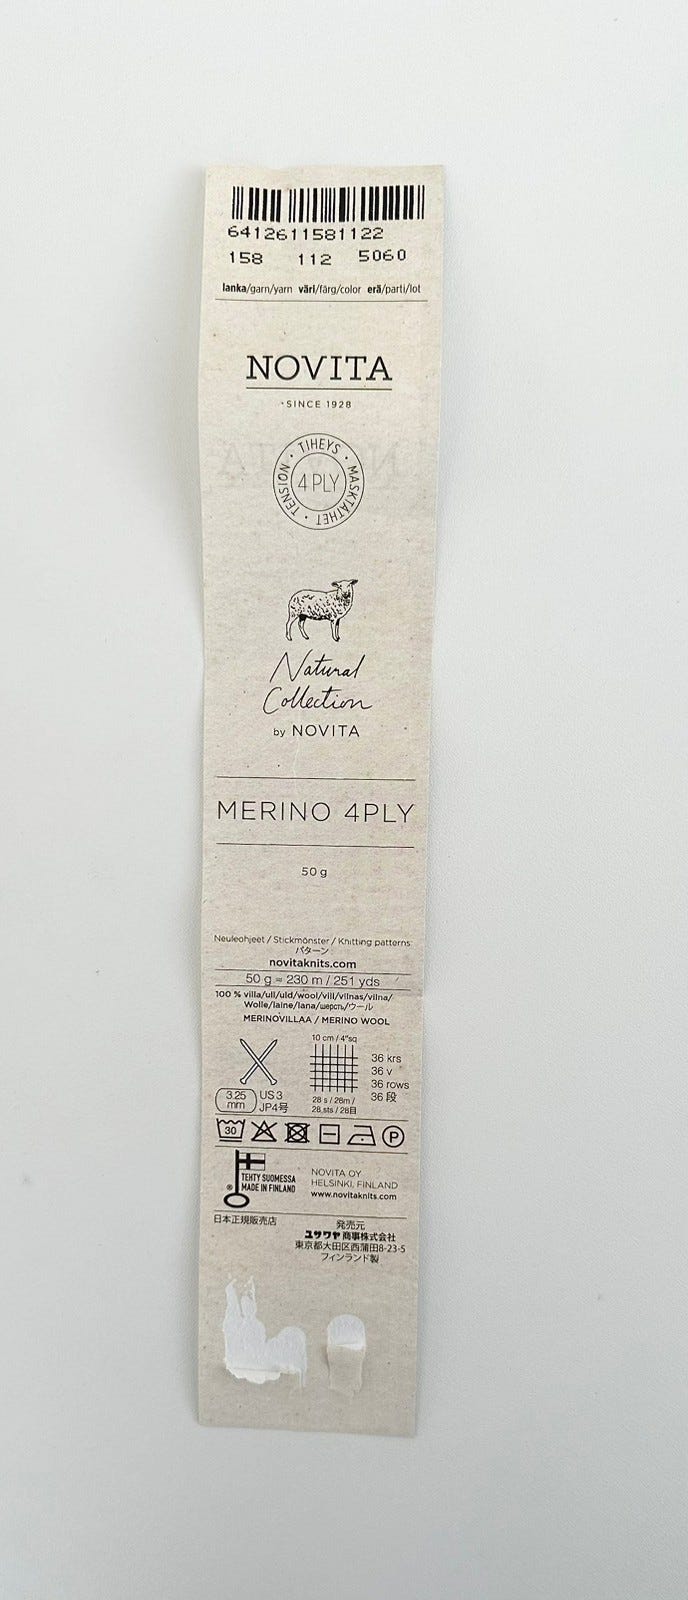 6412611581122
158 112 5060
lanka/garn/yarn väri/färg/color erä/parti/lot
NOVITA
SINCE 1928
TIHEYS · MASKTÄTHET · TENSION ·
4 PLY
Natural
Collection
by NOVITA
MERINO 4PLY
50 g
Neuleohjeet / Stickmönster / Knitting patterns
パターン
novitaknits.com
50 g ≈ 230 m / 251 yds
100 % villa/ull/uld/wool/vill/vilnas/vilna/
Wolle/laine/lana/шерсть/ウール
MERINOVILLAA / MERINO WOOL
10 cm / 4"sq
36 krs
36 v
36 rows
36 段
3.25 mm
US 3
JP4号
28 s / 28m /
28 sts / 28目
30
P
TEHTY SUOMESSA
® MADE IN FINLAND
NOVITA OY
HELSINKI, FINLAND
www.novitaknits.com
日本正規販売店
発売元
ユザワヤ商事株式会社
東京都大田区西蒲田8-23-5
フィンランド製